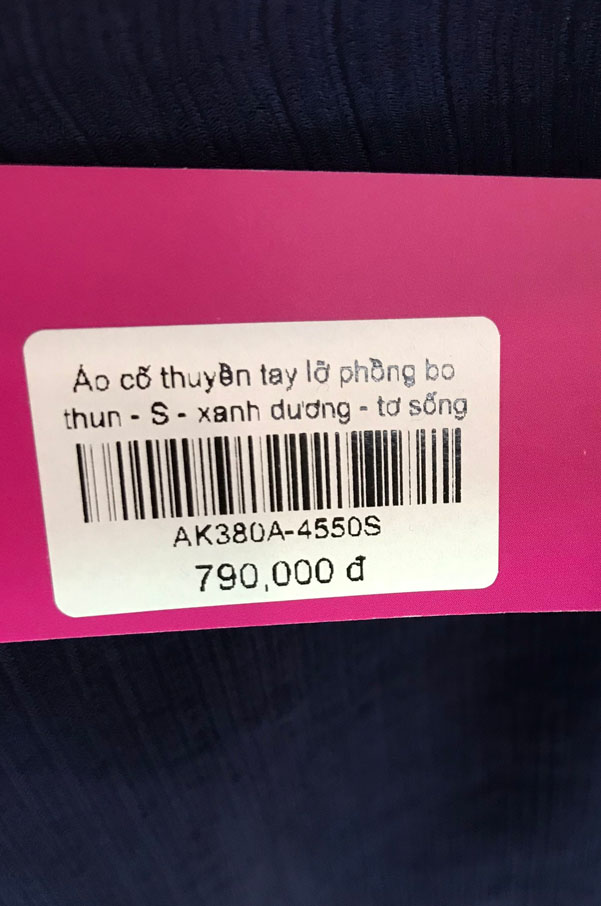 Áo cổ thuyền tay lỡ phồng bo
thun - S - xanh dương - tơ sống
AK380A-4550S
790,000 đ